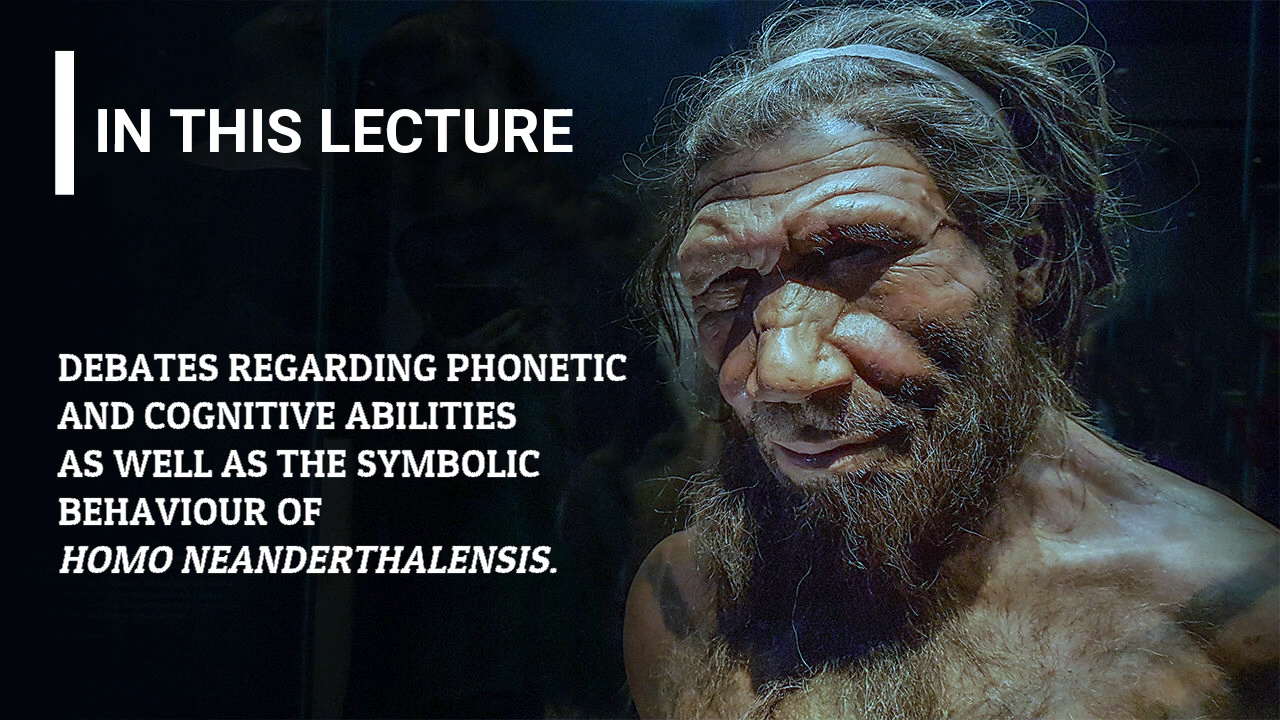 IN THIS LECTURE
DEBATES REGARDING PHONETIC
AND COGNITIVE ABILITIES
AS WELL AS THE SYMBOLIC
BEHAVIOUR OF
HOMO NEANDERTHALENSIS.